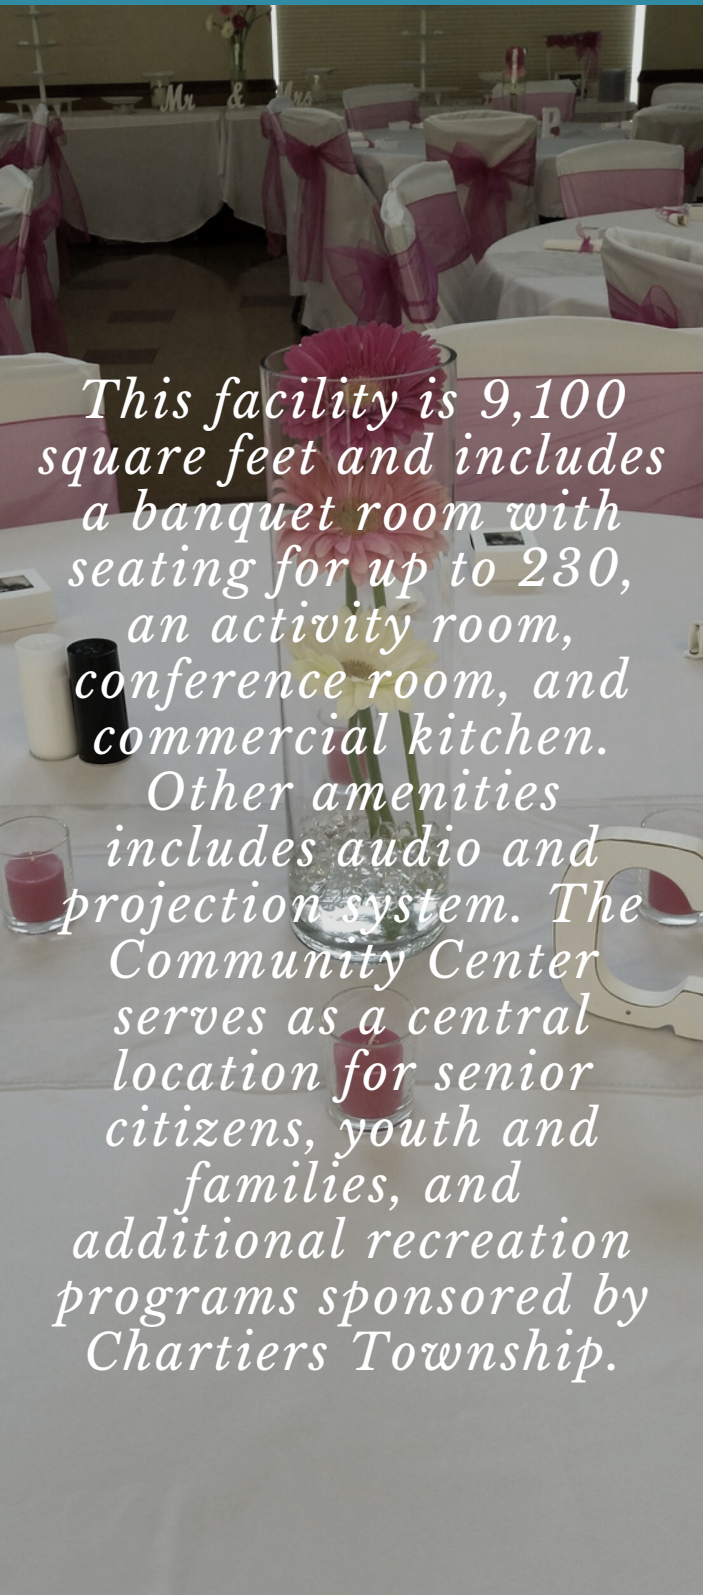 Mr & Mrs
P
This facility is 9,100
square feet and includes
a banquet room with
seating for up to 230,
an activity room,
conference room, and
commercial kitchen.
Other amenities
includes audio and
projection system. The
Community Center
serves as a central
location for senior
citizens, youth and
families, and
additional recreation
programs sponsored by
Chartiers Township.
C